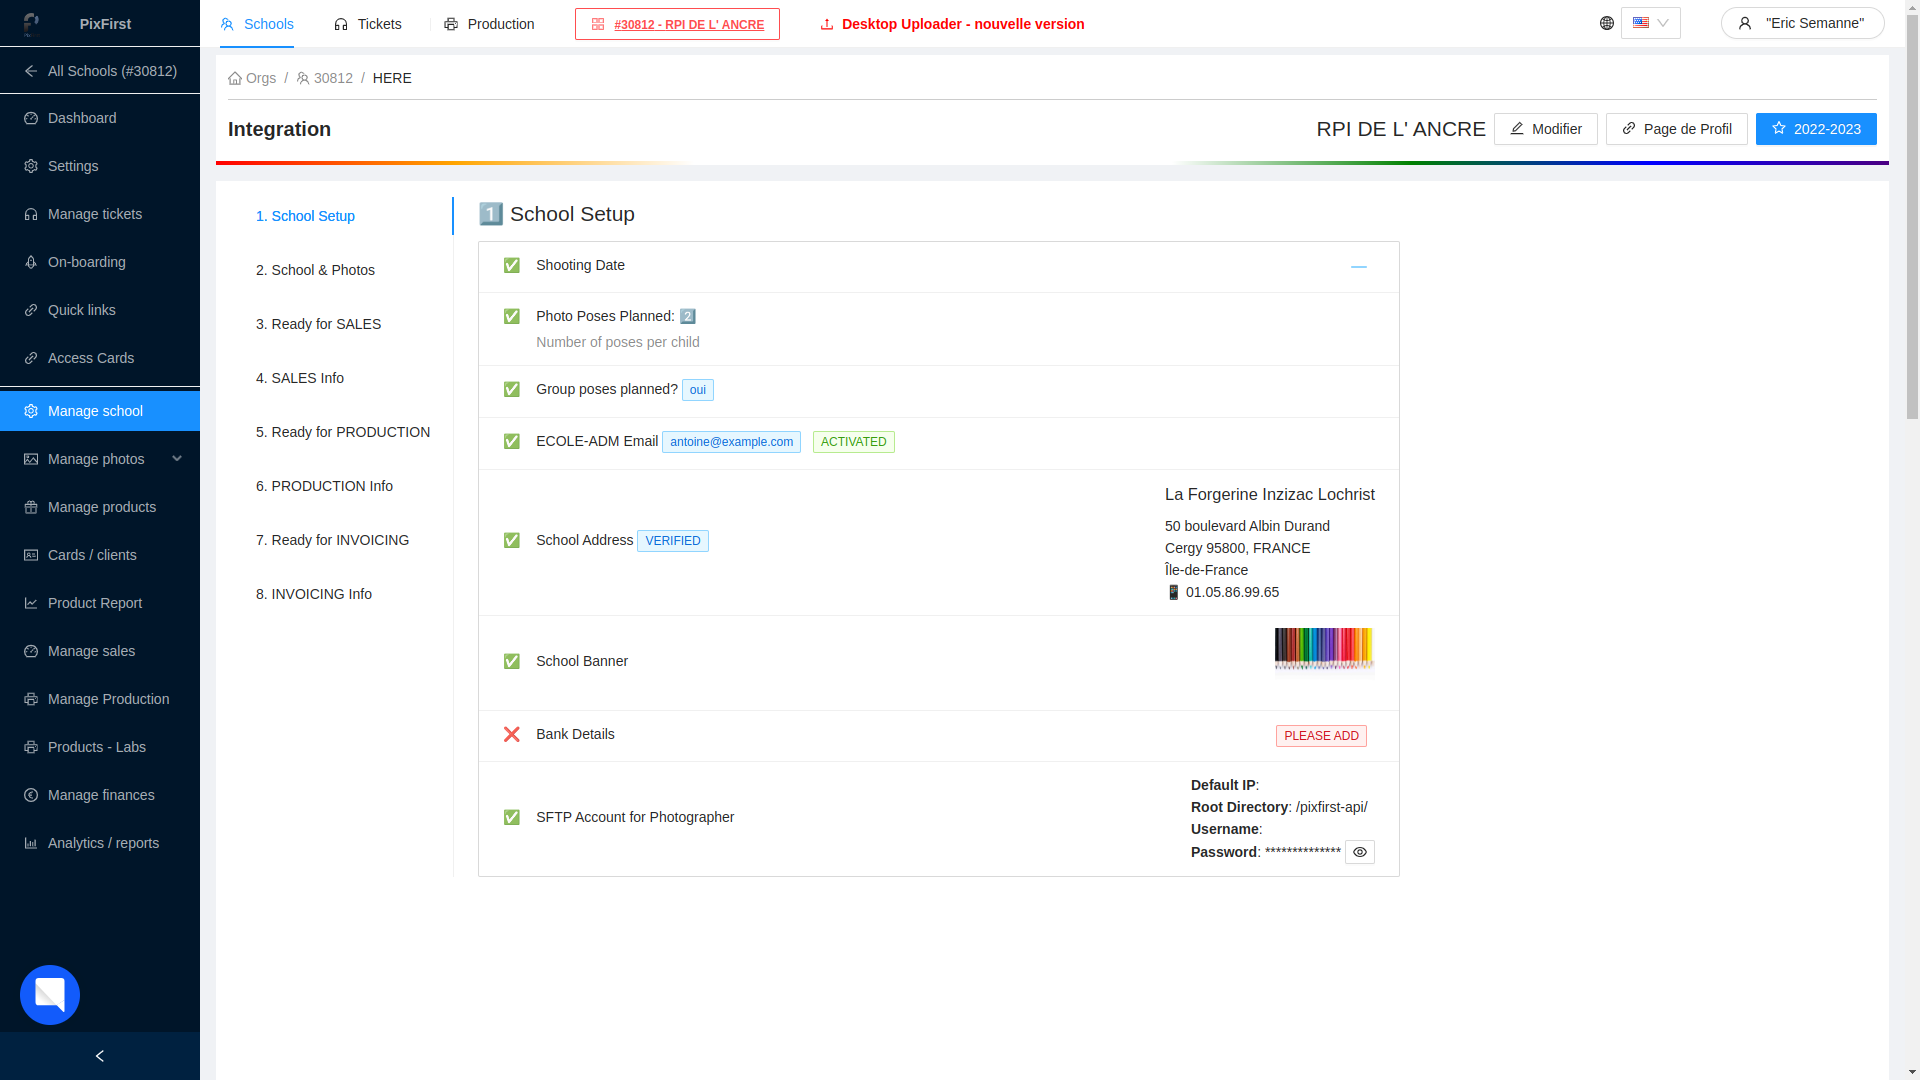 PixFirst
Schools
Tickets
Production
#30812 - RPI DE L' ANCRE
Desktop Uploader - nouvelle version
"Eric Semanne"
All Schools (#30812)
Dashboard
Settings
Manage tickets
On-boarding
Quick links
Access Cards
Manage school
Manage photos
Manage products
Cards / clients
Product Report
Manage sales
Manage Production
Products - Labs
Manage finances
Analytics / reports
Orgs / 30812 / HERE
Integration
RPI DE L' ANCRE
Modifier
Page de Profil
2022-2023
1. School Setup
2. School & Photos
3. Ready for SALES
4. SALES Info
5. Ready for PRODUCTION
6. PRODUCTION Info
7. Ready for INVOICING
8. INVOICING Info
1 School Setup
Shooting Date
Photo Poses Planned: 2
Number of poses per child
Group poses planned? oui
ECOLE-ADM Email antoine@example.com ACTIVATED
School Address VERIFIED
La Forgerine Inzizac Lochrist
50 boulevard Albin Durand
Cergy 95800, FRANCE
Île-de-France
01.05.86.99.65
School Banner
Bank Details
PLEASE ADD
SFTP Account for Photographer
Default IP:
Root Directory: /pixfirst-api/
Username:
Password: **************